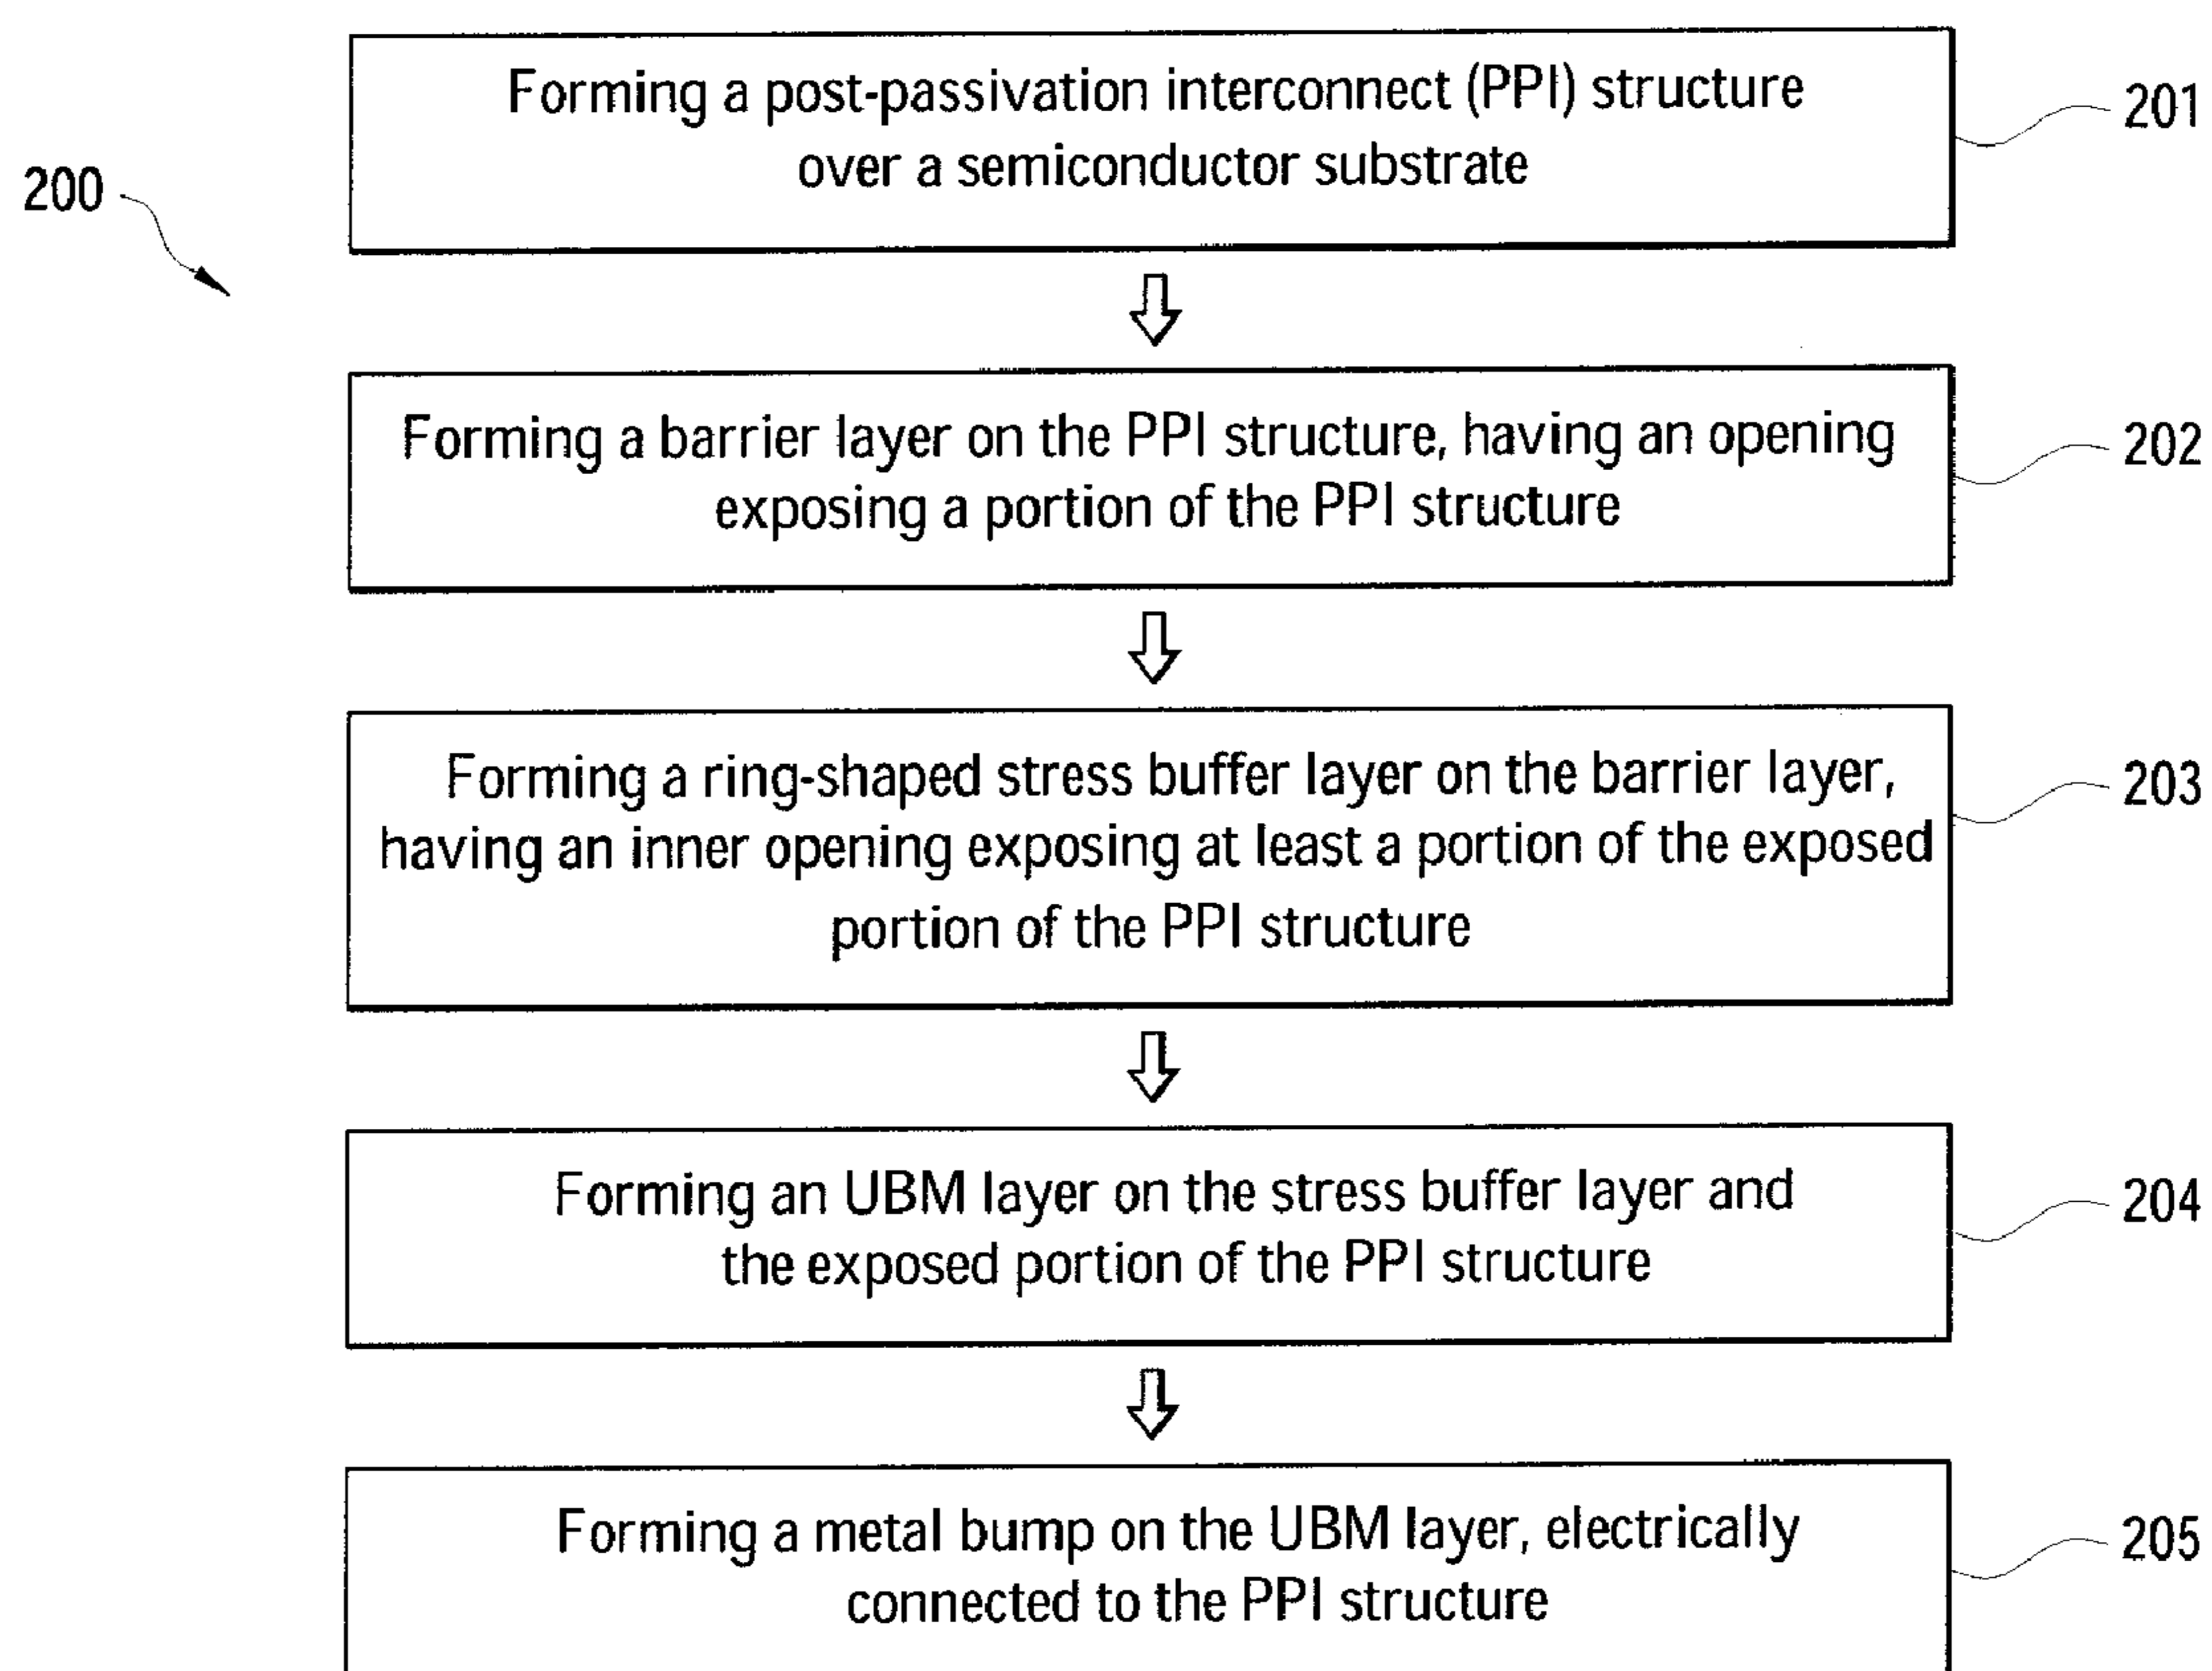 Forming a post-passivation interconnect (PPI) structure
over a semiconductor substrate
201
200
Forming a barrier layer on the PPI structure, having an opening
exposing a portion of the PPI structure
202
Forming a ring-shaped stress buffer layer on the barrier layer,
having an inner opening exposing at least a portion of the exposed
portion of the PPI structure
203
Forming an UBM layer on the stress buffer layer and
the exposed portion of the PPI structure
204
Forming a metal bump on the UBM layer, electrically
connected to the PPI structure
205